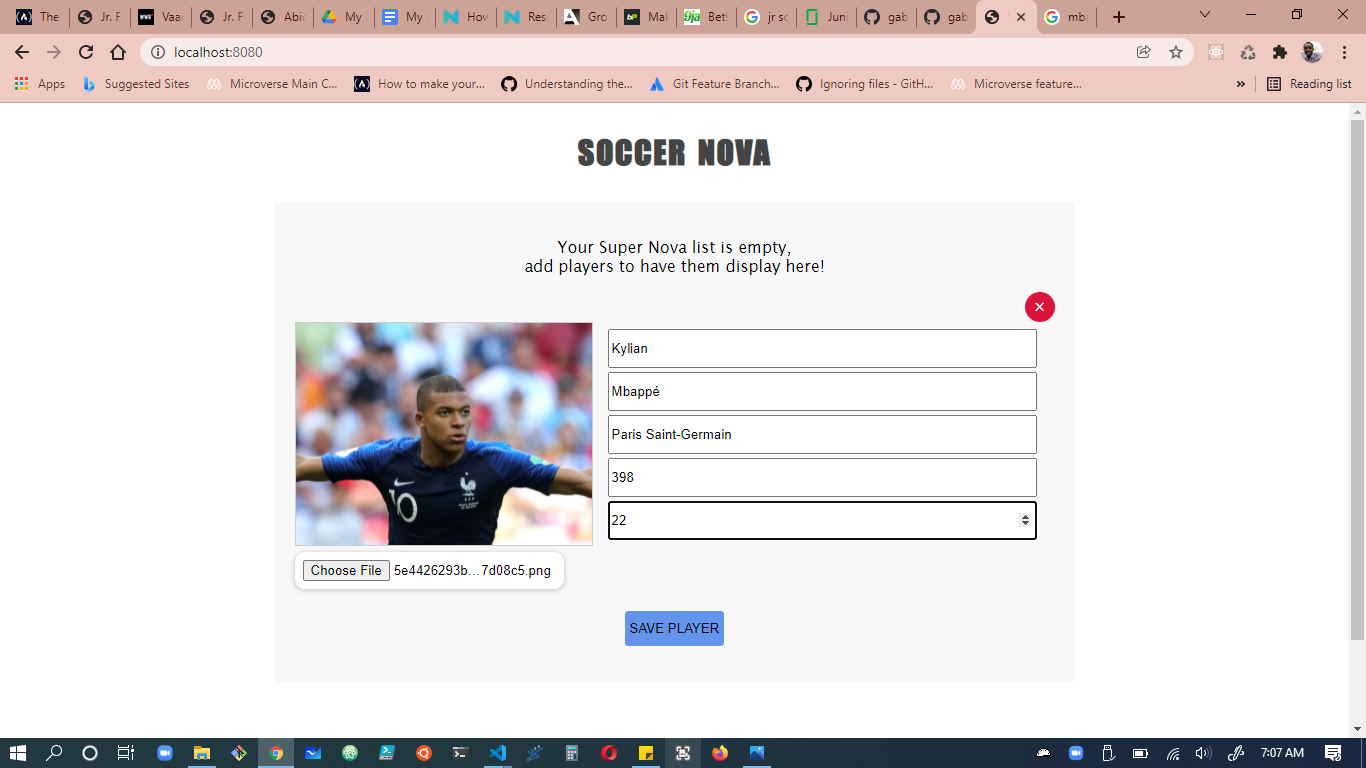 The
Jr. F
Vaa
Jr. F
Abio
My
My
How
Res
Gro
Mal
Bet
jr sc
Juni
gab
gab
mba
localhost:8080
Apps
Suggested Sites
Microverse Main C...
How to make your...
Understanding the...
Git Feature Branch...
Ignoring files - GitH...
Microverse feature...
»
Reading list
SOCCER NOVA
Your Super Nova list is empty,
add players to have them display here!
Kylian
Mbappé
Paris Saint-Germain
398
22
10
Choose File 5e4426293b...7d08c5.png
SAVE PLAYER
7:07 AM